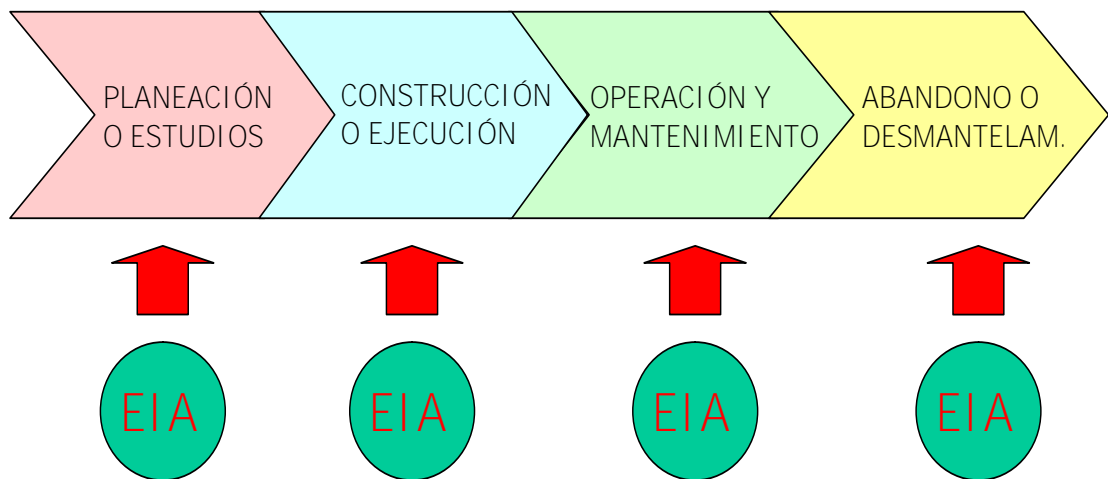 PLANEACIÓN
O ESTUDIOS
CONSTRUCCIÓN
O EJECUCIÓN
OPERACIÓN Y
MANTENIMIENTO
ABANDONO O
DESMANTELAM.
EIA
EIA
EIA
EIA